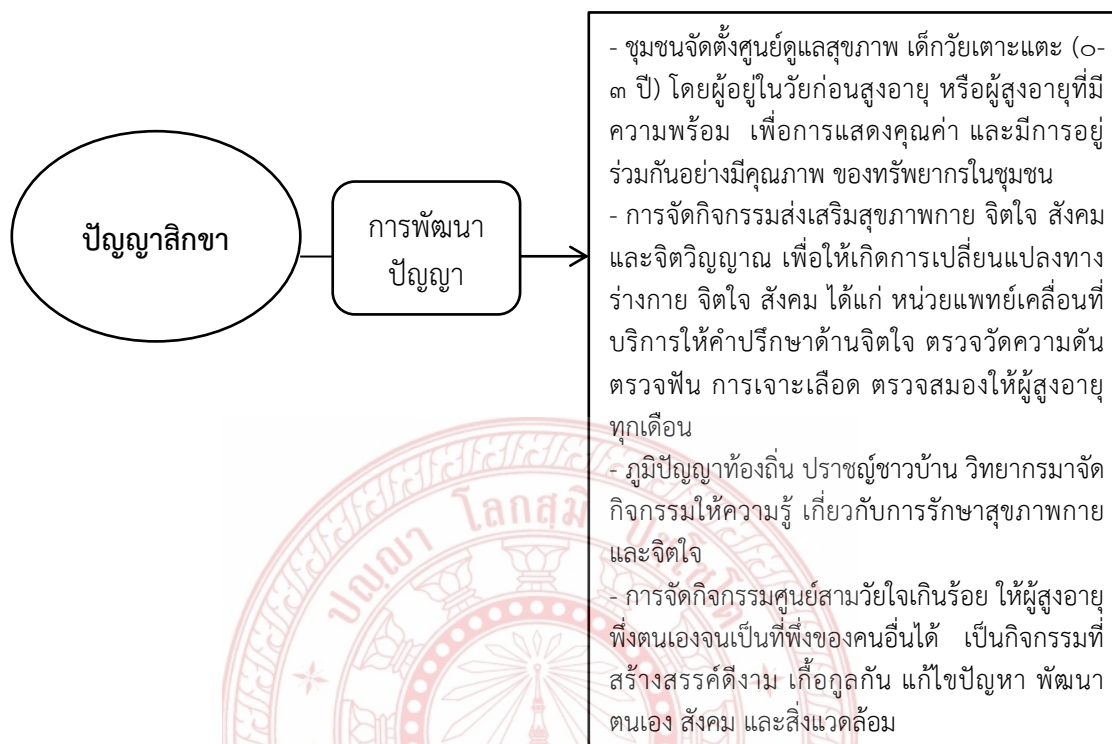 ปัญญาสิกขา
การพัฒนา
ปัญญา
- ชุมชนจัดตั้งศูนย์ดูแลสุขภาพ เด็กวัยเตาะแตะ (๐-
๓ ปี) โดยผู้อยู่ในวัยก่อนสูงอายุ หรือผู้สูงอายุที่มี
ความพร้อม เพื่อการแสดงคุณค่า และมีการอยู่
ร่วมกันอย่างมีคุณภาพ ของทรัพยากรในชุมชน
- การจัดกิจกรรมส่งเสริมสุขภาพกาย จิตใจ สังคม
และจิตวิญญาณ เพื่อให้เกิดการเปลี่ยนแปลงทาง
ร่างกาย จิตใจ สังคม ได้แก่ หน่วยแพทย์เคลื่อนที่
บริการให้คำปรึกษาด้านจิตใจ ตรวจวัดความดัน
ตรวจฟัน การเจาะเลือด ตรวจสมองให้ผู้สูงอายุ
ทุกเดือน
- ภูมิปัญญาท้องถิ่น ปราชญ์ชาวบ้าน วิทยากรมาจัด
กิจกรรมให้ความรู้ เกี่ยวกับการรักษาสุขภาพกาย
และจิตใจ
- การจัดกิจกรรมศูนย์สามวัยใจเกินร้อย ให้ผู้สูงอายุ
พึ่งตนเองจนเป็นที่พึ่งของคนอื่นได้ เป็นกิจกรรมที่
สร้างสรรค์ดีงาม เกื้อกูลกัน แก้ไขปัญหา พัฒนา
ตนเอง สังคม และสิ่งแวดล้อม
ปญฺญา โลกสฺมิ